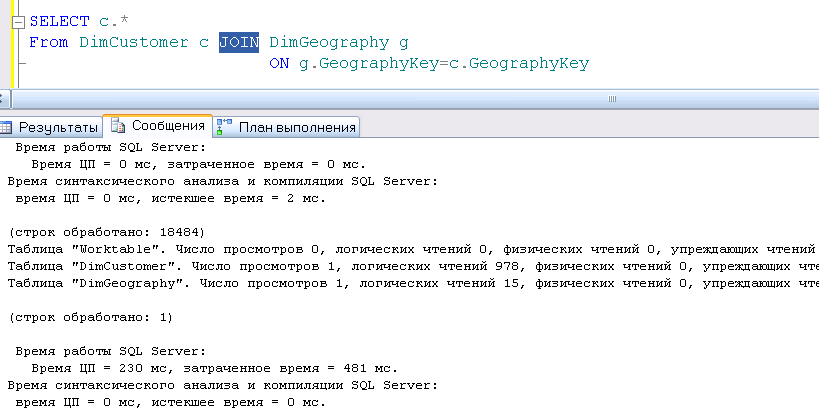 SELECT c.*
From DimCustomer c JOIN DimGeography g
ON g.GeographyKey=c.GeographyKey
Результаты Сообщения План выполнения
Время работы SQL Server:
Время ЦП = 0 мс, затраченное время = 0 мс.
Время синтаксического анализа и компиляции SQL Server:
время ЦП = 0 мс, истекшее время = 2 мс.
(строк обработано: 18484)
Таблица "Worktable". Число просмотров 0, логических чтений 0, физических чтений 0, упреждающих чтений
Таблица "DimCustomer". Число просмотров 1, логических чтений 978, физических чтений 0, упреждающих чте
Таблица "DimGeography". Число просмотров 1, логических чтений 15, физических чтений 0, упреждающих чте
(строк обработано: 1)
Время работы SQL Server:
Время ЦП = 230 мс, затраченное время = 481 мс.
Время синтаксического анализа и компиляции SQL Server:
время ЦП = 0 мс, истекшее время = 0 мс.